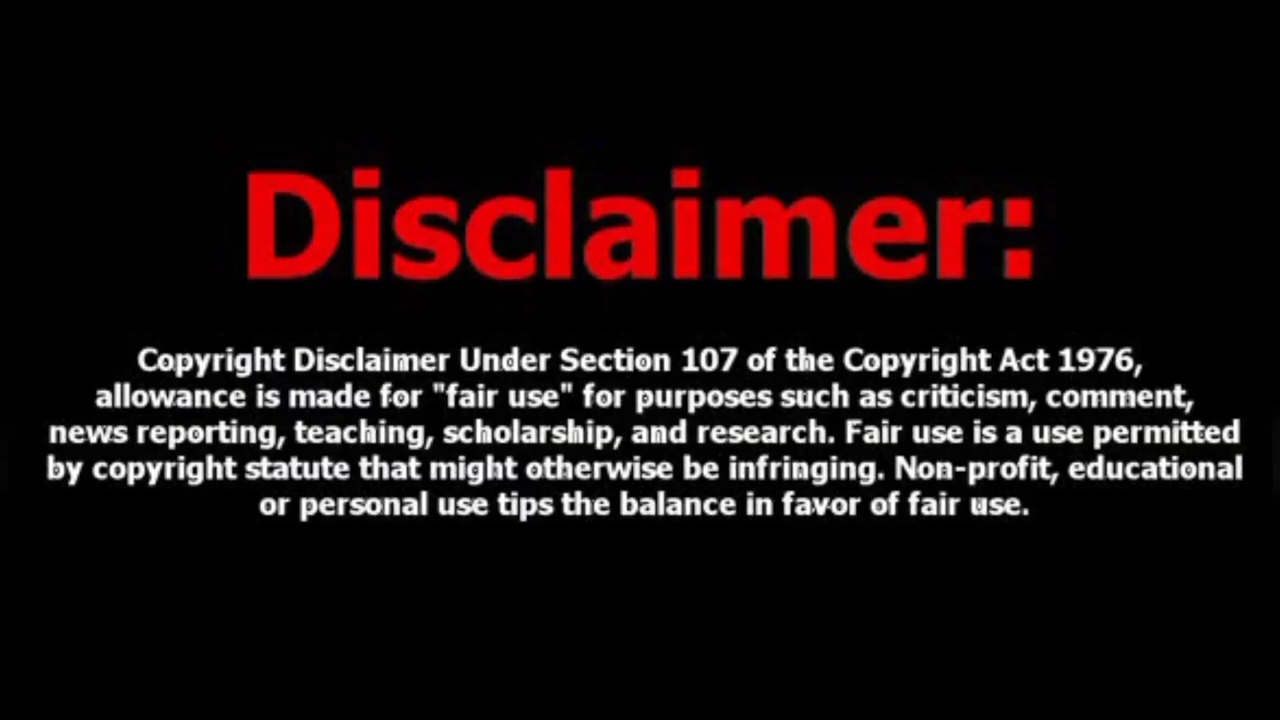 Disclaimer:
Copyright Disclaimer Under Section 107 of the Copyright Act 1976,
allowance is made for "fair use" for purposes such as criticism, comment,
news reporting, teaching, scholarship, and research. Fair use is a use permitted
by copyright statute that might otherwise be infringing. Non-profit, educational
or personal use tips the balance in favor of fair use.